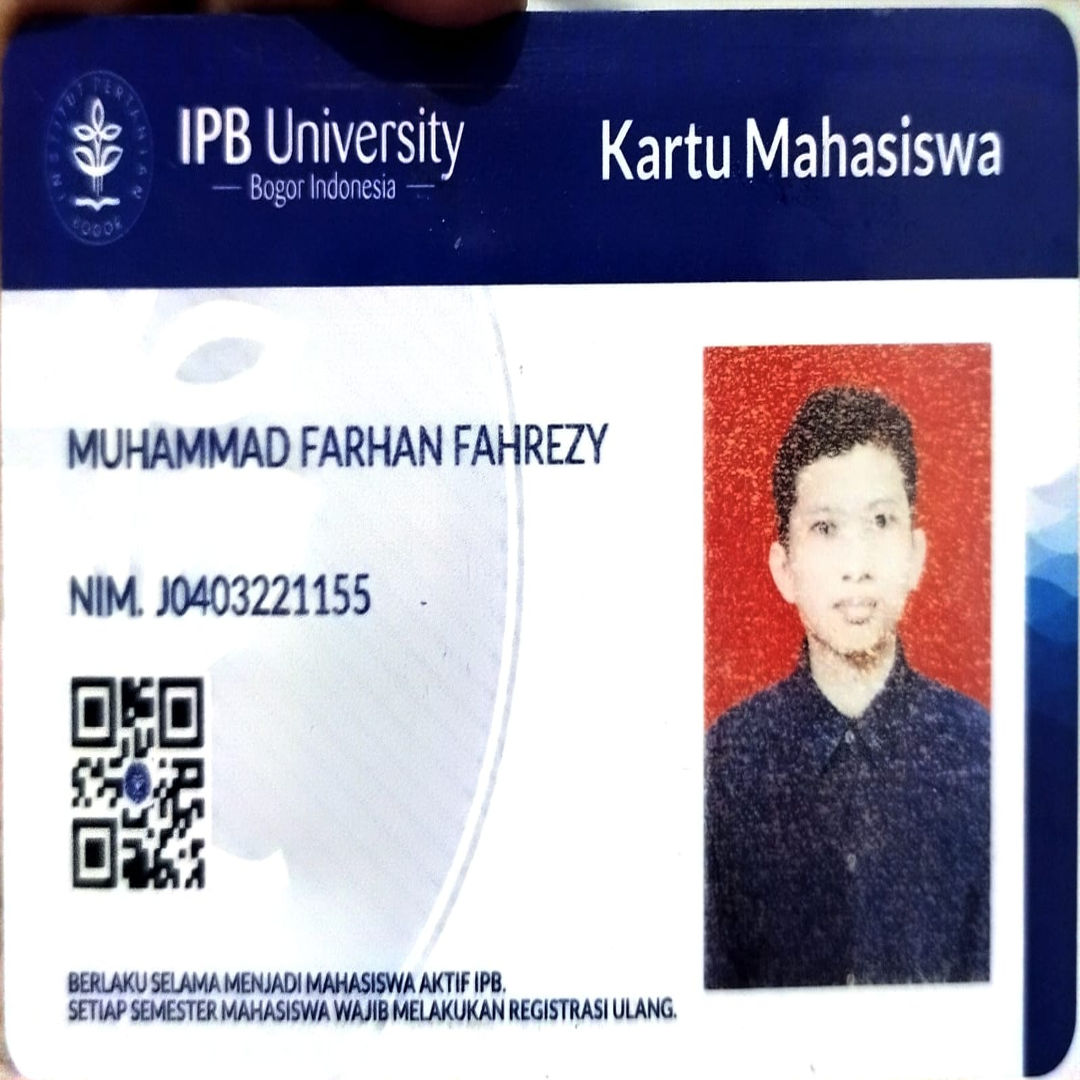 INSTITUT PERTANIAN
BOGOR
IPB University
Bogor Indonesia
Kartu Mahasiswa
MUHAMMAD FARHAN FAHREZY
NIM. J0403221155
BERLAKU SELAMA MENJADI MAHASISWA AKTIF IPB.
SETIAP SEMESTER MAHASISWA WAJIB MELAKUKAN REGISTRASI ULANG.